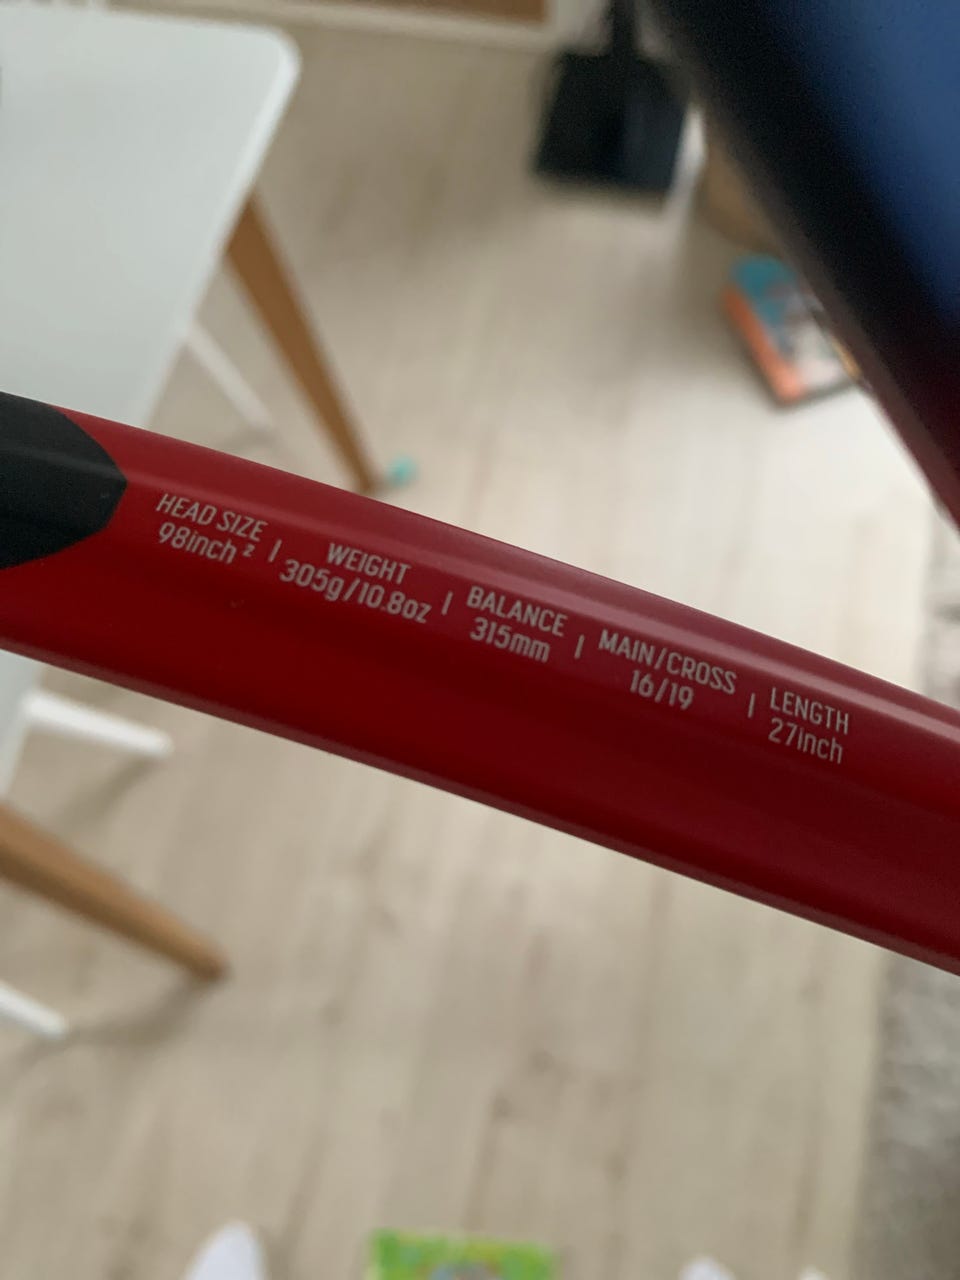 HEAD SIZE | WEIGHT | BALANCE | MAIN/CROSS | LENGTH
98inch² | 305g/10.8oz | 315mm | 16/19 | 27inch